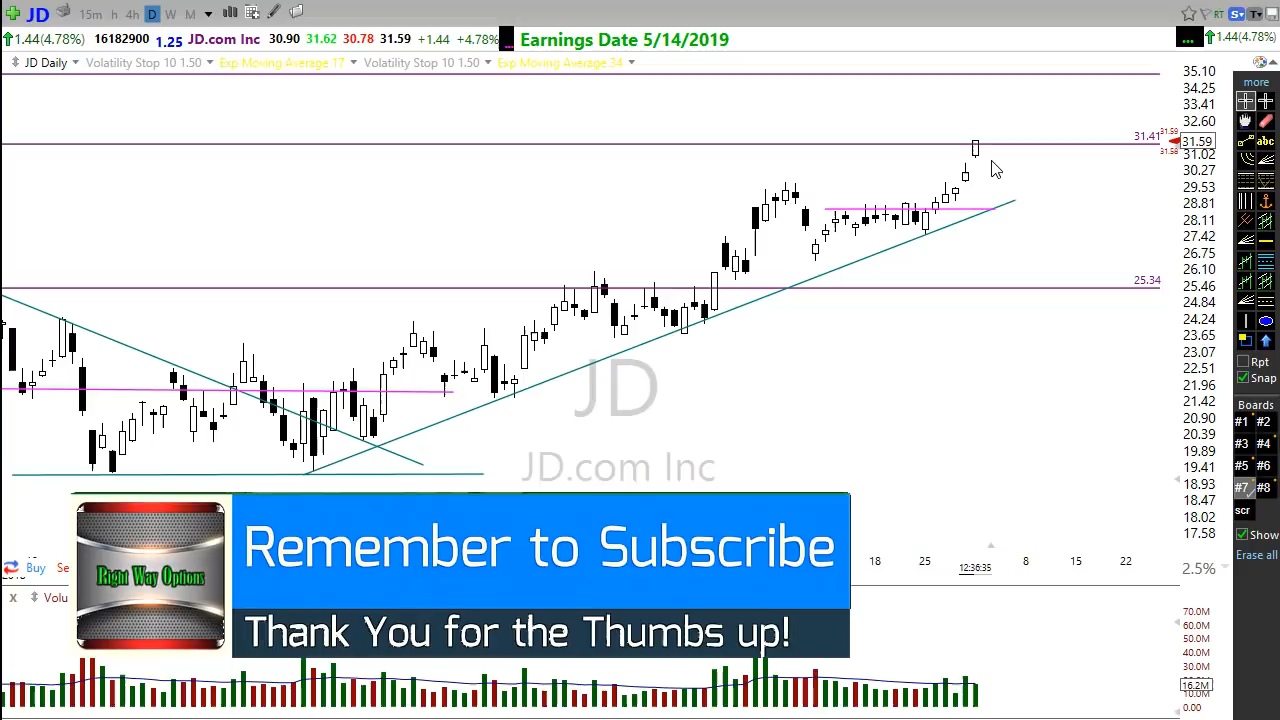 JD 15m h 4h D W M RT S T
1.44(4.78%) 16182900 1.25 JD.com Inc 30.90 31.62 30.78 31.59 +1.44 +4.78% ... Earnings Date 5/14/2019 ... 1.44(4.78%)
JD Daily Volatility Stop 10 1.50 Exp Moving Average 17 Volatility Stop 10 1.50 Exp Moving Average 34
35.10
34.25
33.41
32.60
31.41 31.59 31.59
31.58 31.02
30.27
29.53
28.81
28.11
27.42
26.75
26.10
25.34 25.46
24.84
24.24
23.65
23.07
22.51
21.96
21.42
20.90
20.39
19.89
19.41
18.93
18.47
18.02
17.58
JD
JD.com Inc
more
abc
Rpt
Snap
Boards
#1 #2
#3 #4
#5 #6
#7 #8
scr
Show
Erase all
Right Way Options
Remember to Subscribe
Thank You for the Thumbs up!
Buy Se
18 25 12:36:35 8 15 22 2.5%
X Volu
70.0M
60.0M
50.0M
40.0M
30.0M
16.2M
10.0M
0.00